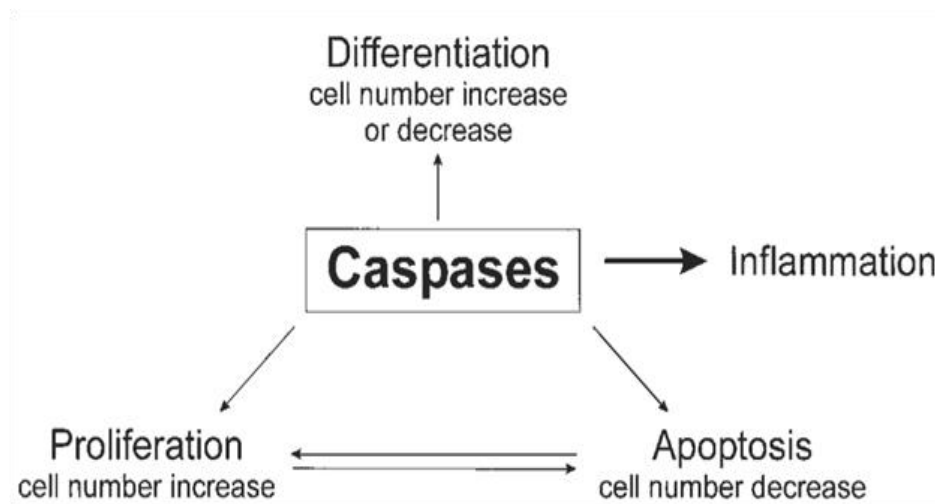 Differentiation
cell number increase
or decrease
Caspases
Inflammation
Proliferation
cell number increase
Apoptosis
cell number decrease